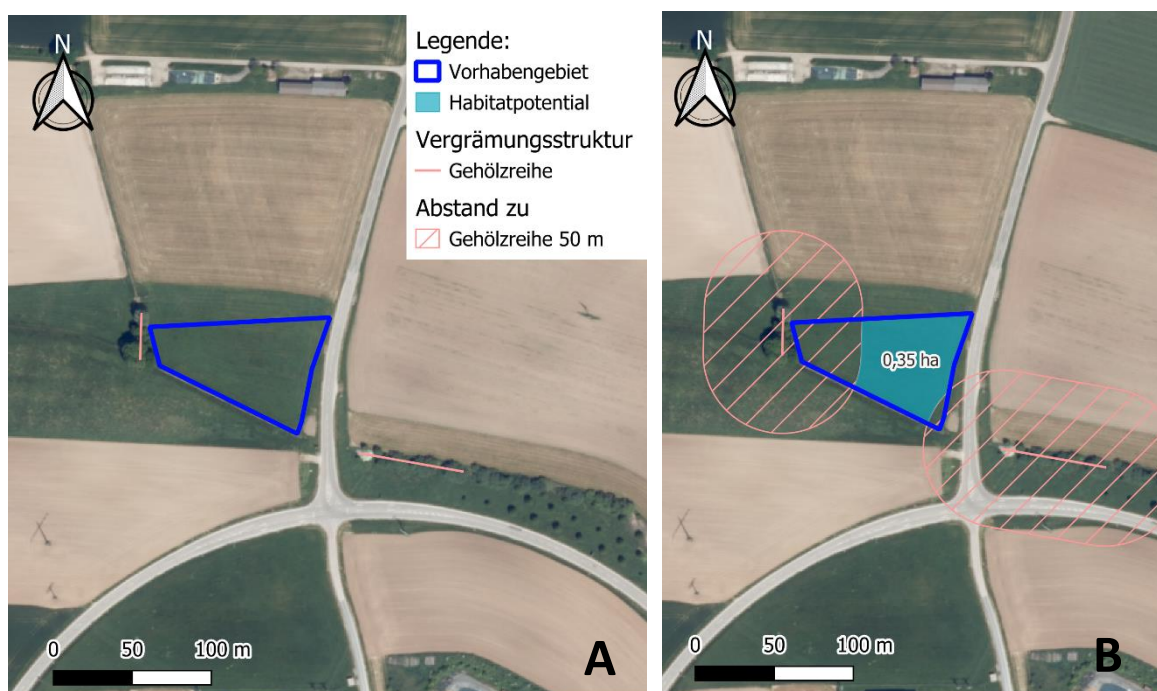 N
Legende:
Vorhabengebiet
Habitatpotential
Vergrämungsstruktur
Gehölzreihe
Abstand zu
Gehölzreihe 50 m
0 50 100 m
A
N
0,35 ha
0 50 100 m
B